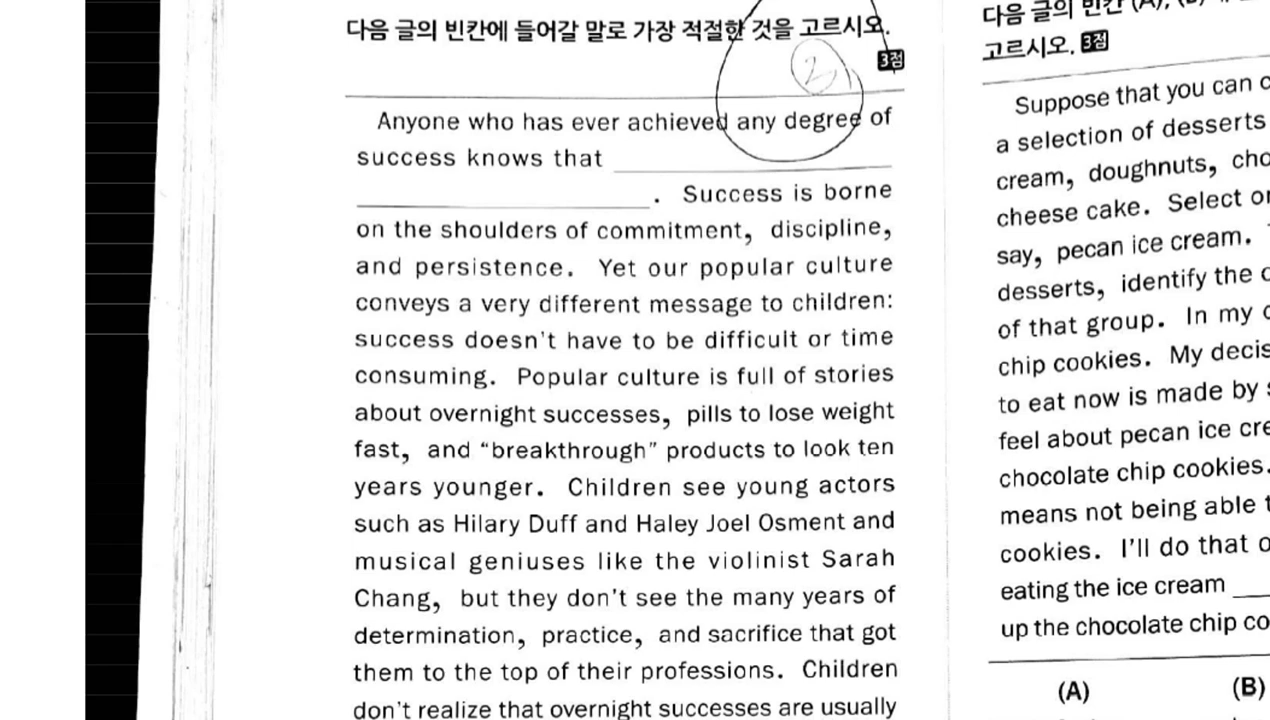 다음 글의 빈칸에 들어갈 말로 가장 적절한 것을 고르시오.
3점
Anyone who has ever achieved any degree of
success knows that
. Success is borne
on the shoulders of commitment, discipline,
and persistence. Yet our popular culture
conveys a very different message to children:
success doesn't have to be difficult or time
consuming. Popular culture is full of stories
about overnight successes, pills to lose weight
fast, and “breakthrough” products to look ten
years younger. Children see young actors
such as Hilary Duff and Haley Joel Osment and
musical geniuses like the violinist Sarah
Chang, but they don't see the many years of
determination, practice, and sacrifice that got
them to the top of their professions. Children
don't realize that overnight successes are usually
다음 글의 빈칸 (A), (B)
고르시오. 3점
Suppose that you can
a selection of desserts
cream, doughnuts,
cheese cake. Select
say, pecan ice cream.
desserts, identify the
of that group. In my
chip cookies. My
to eat now is made by
feel about pecan ice
chocolate chip cookies.
means not being able
cookies. I'll do that
eating the ice cream
up the chocolate chip
(A) (B)